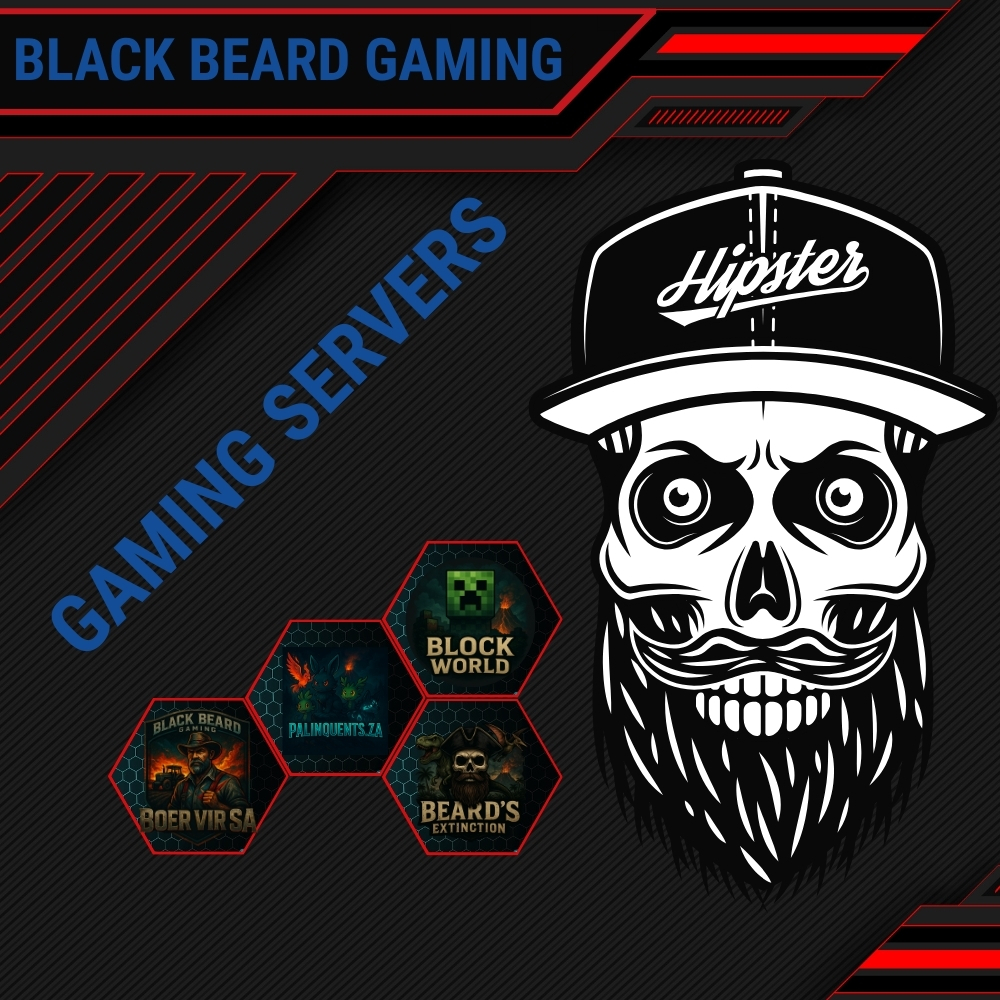 BLACK BEARD GAMING
GAMING SERVERS
Hipster
BLOCK
WORLD
PALINQUENTS.ZA
BLACK BEARD
GAMING
BOER VIR SA
BEARD'S
EXTINCTION